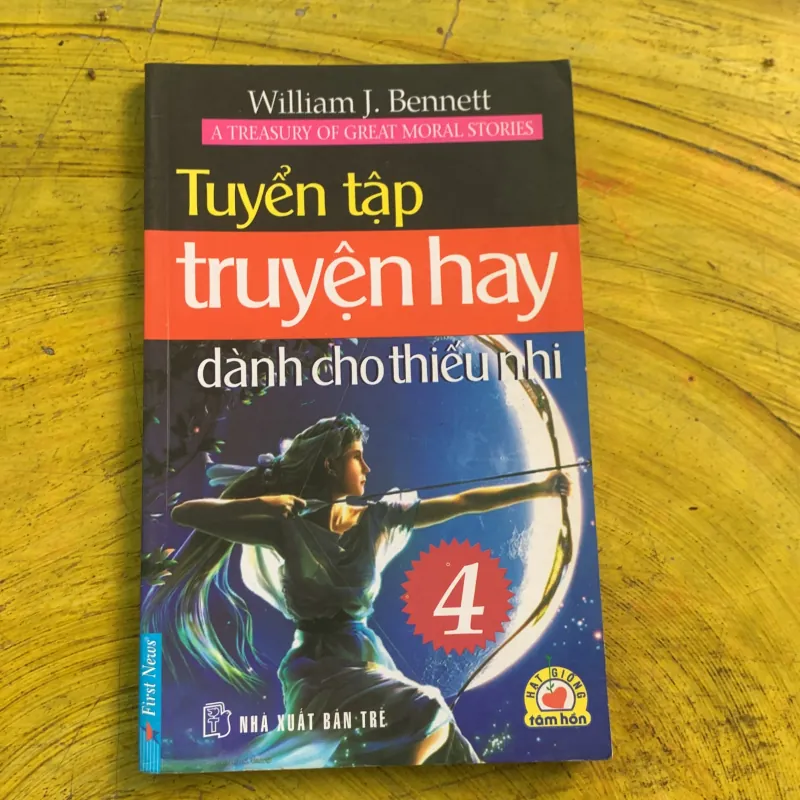 William J. Bennett
A TREASURY OF GREAT MORAL STORIES
Tuyển tập
truyện hay
dành cho thiếu nhi
4
First News
NHÀ XUẤT BẢN TRẺ
HẠT GIỐNG
tâm hồn